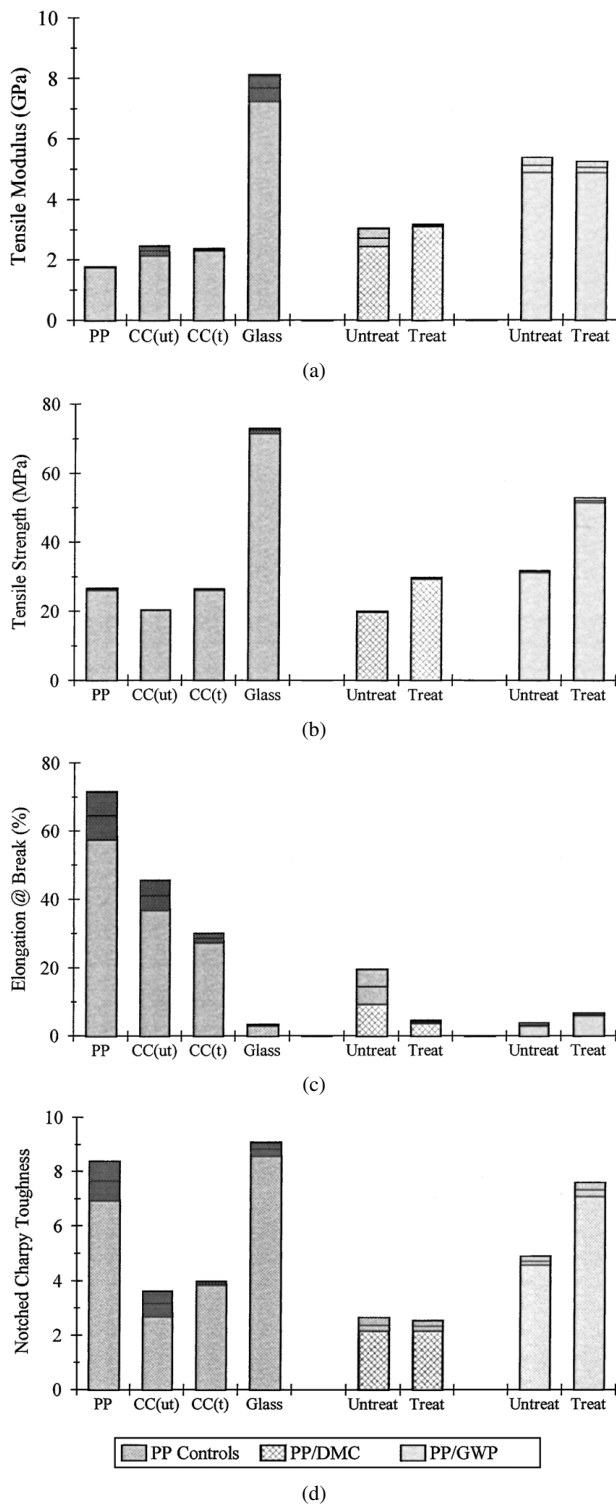 10
8
6
4
2
0
Tensile Modulus (GPa)
PP CC(ut) CC(t) Glass Untreat Treat Untreat Treat
(a)
80
60
40
20
0
Tensile Strength (MPa)
PP CC(ut) CC(t) Glass Untreat Treat Untreat Treat
(b)
80
60
40
20
0
Elongation @ Break (%)
PP CC(ut) CC(t) Glass Untreat Treat Untreat Treat
(c)
10
8
6
4
2
0
Notched Charpy Toughness
PP CC(ut) CC(t) Glass Untreat Treat Untreat Treat
PP Controls PP/DMC PP/GWP
(d)